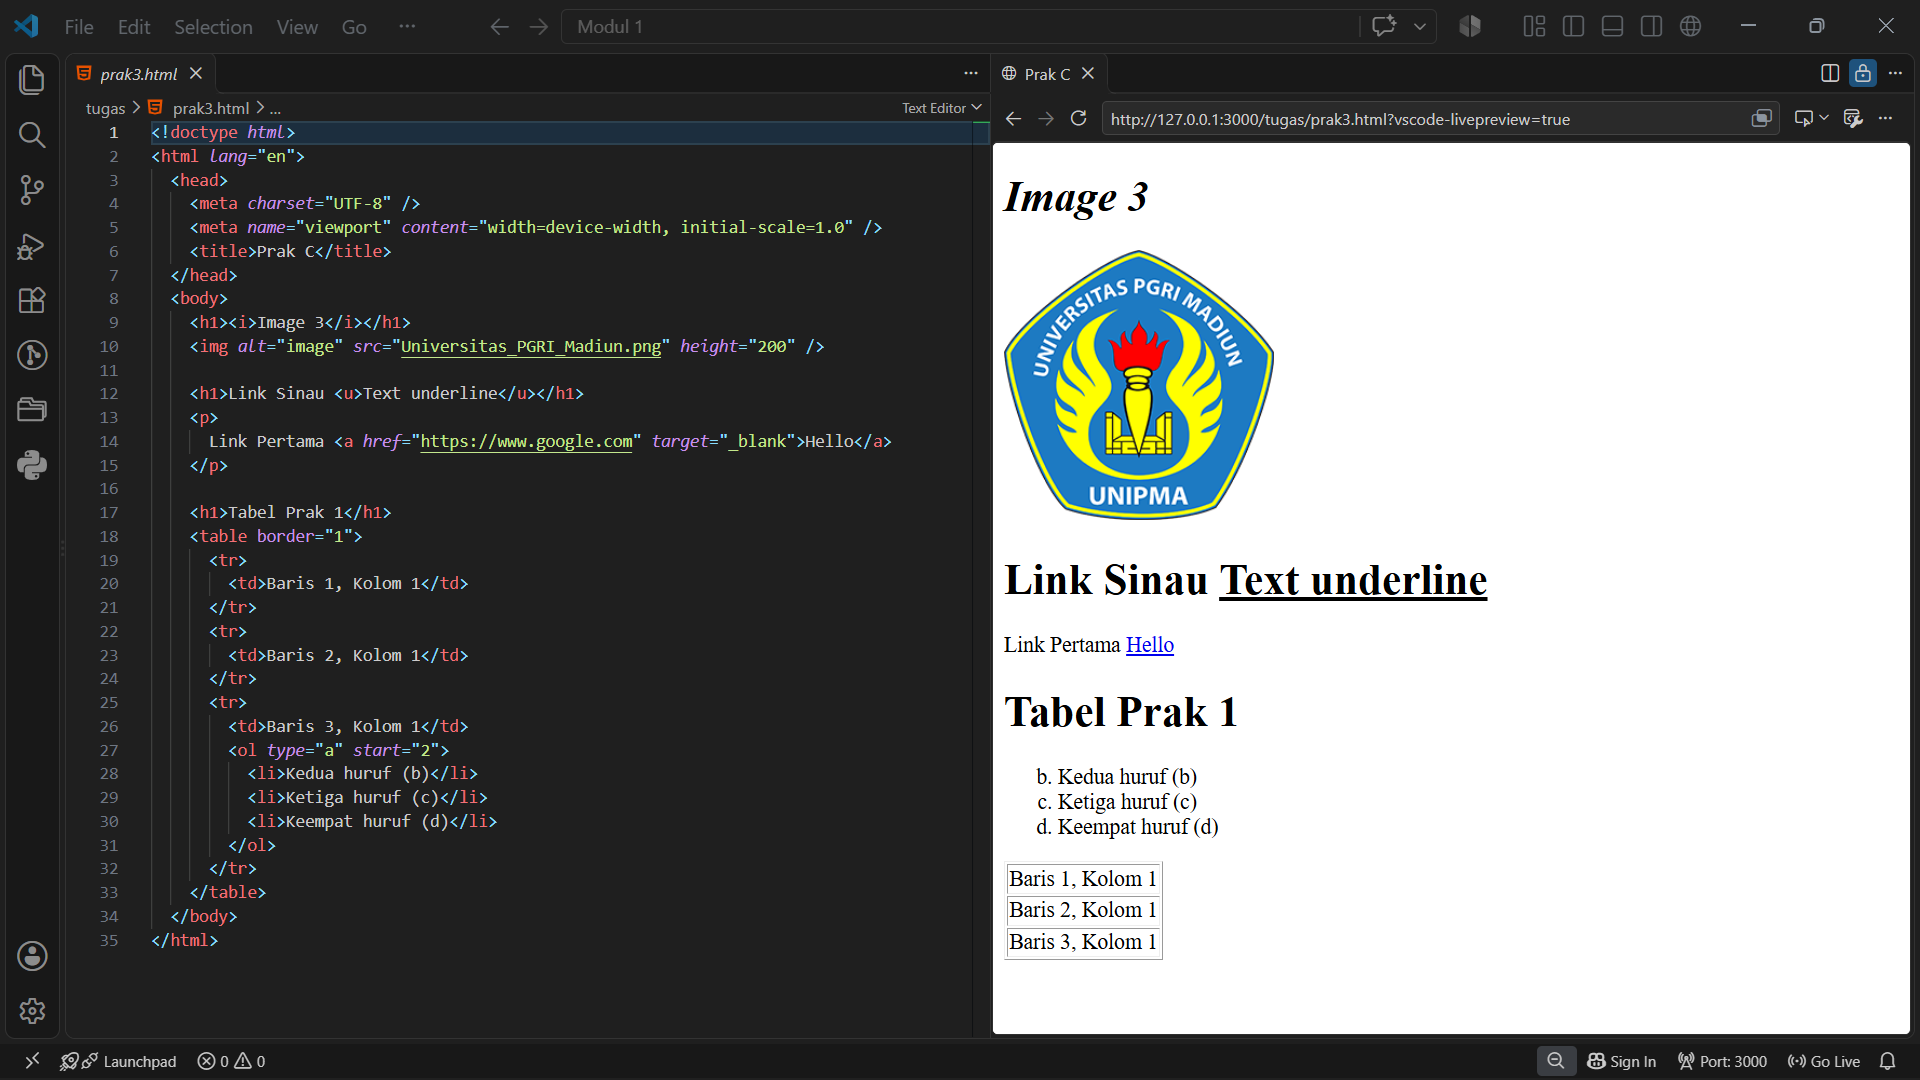 File Edit Selection View Go ... Modul 1
prak3.html
Prak C
tugas > prak3.html > ... Text Editor
http://127.0.0.1:3000/tugas/prak3.html?vscode-livepreview=true
1 <!doctype html>
2 <html lang="en">
3 <head>
4 <meta charset="UTF-8" />
5 <meta name="viewport" content="width=device-width, initial-scale=1.0" />
6 <title>Prak C</title>
7 </head>
8 <body>
9 <h1><i>Image 3</i></h1>
10 <img alt="image" src="Universitas_PGRI_Madiun.png" height="200" />
11
12 <h1>Link Sinau <u>Text underline</u></h1>
13 <p>
14 Link Pertama <a href="https://www.google.com" target="_blank">Hello</a>
15 </p>
16
17 <h1>Tabel Prak 1</h1>
18 <table border="1">
19 <tr>
20 <td>Baris 1, Kolom 1</td>
21 </tr>
22 <tr>
23 <td>Baris 2, Kolom 1</td>
24 </tr>
25 <tr>
26 <td>Baris 3, Kolom 1</td>
27 <ol type="a" start="2">
28 <li>Kedua huruf (b)</li>
29 <li>Ketiga huruf (c)</li>
30 <li>Keempat huruf (d)</li>
31 </ol>
32 </tr>
33 </table>
34 </body>
35 </html>
Image 3
UNIVERSITAS PGRI MADIUN
UNIPMA
Link Sinau Text underline
Link Pertama Hello
Tabel Prak 1
b. Kedua huruf (b)
c. Ketiga huruf (c)
d. Keempat huruf (d)
Baris 1, Kolom 1
Baris 2, Kolom 1
Baris 3, Kolom 1
Launchpad 0 0 Sign In Port: 3000 Go Live